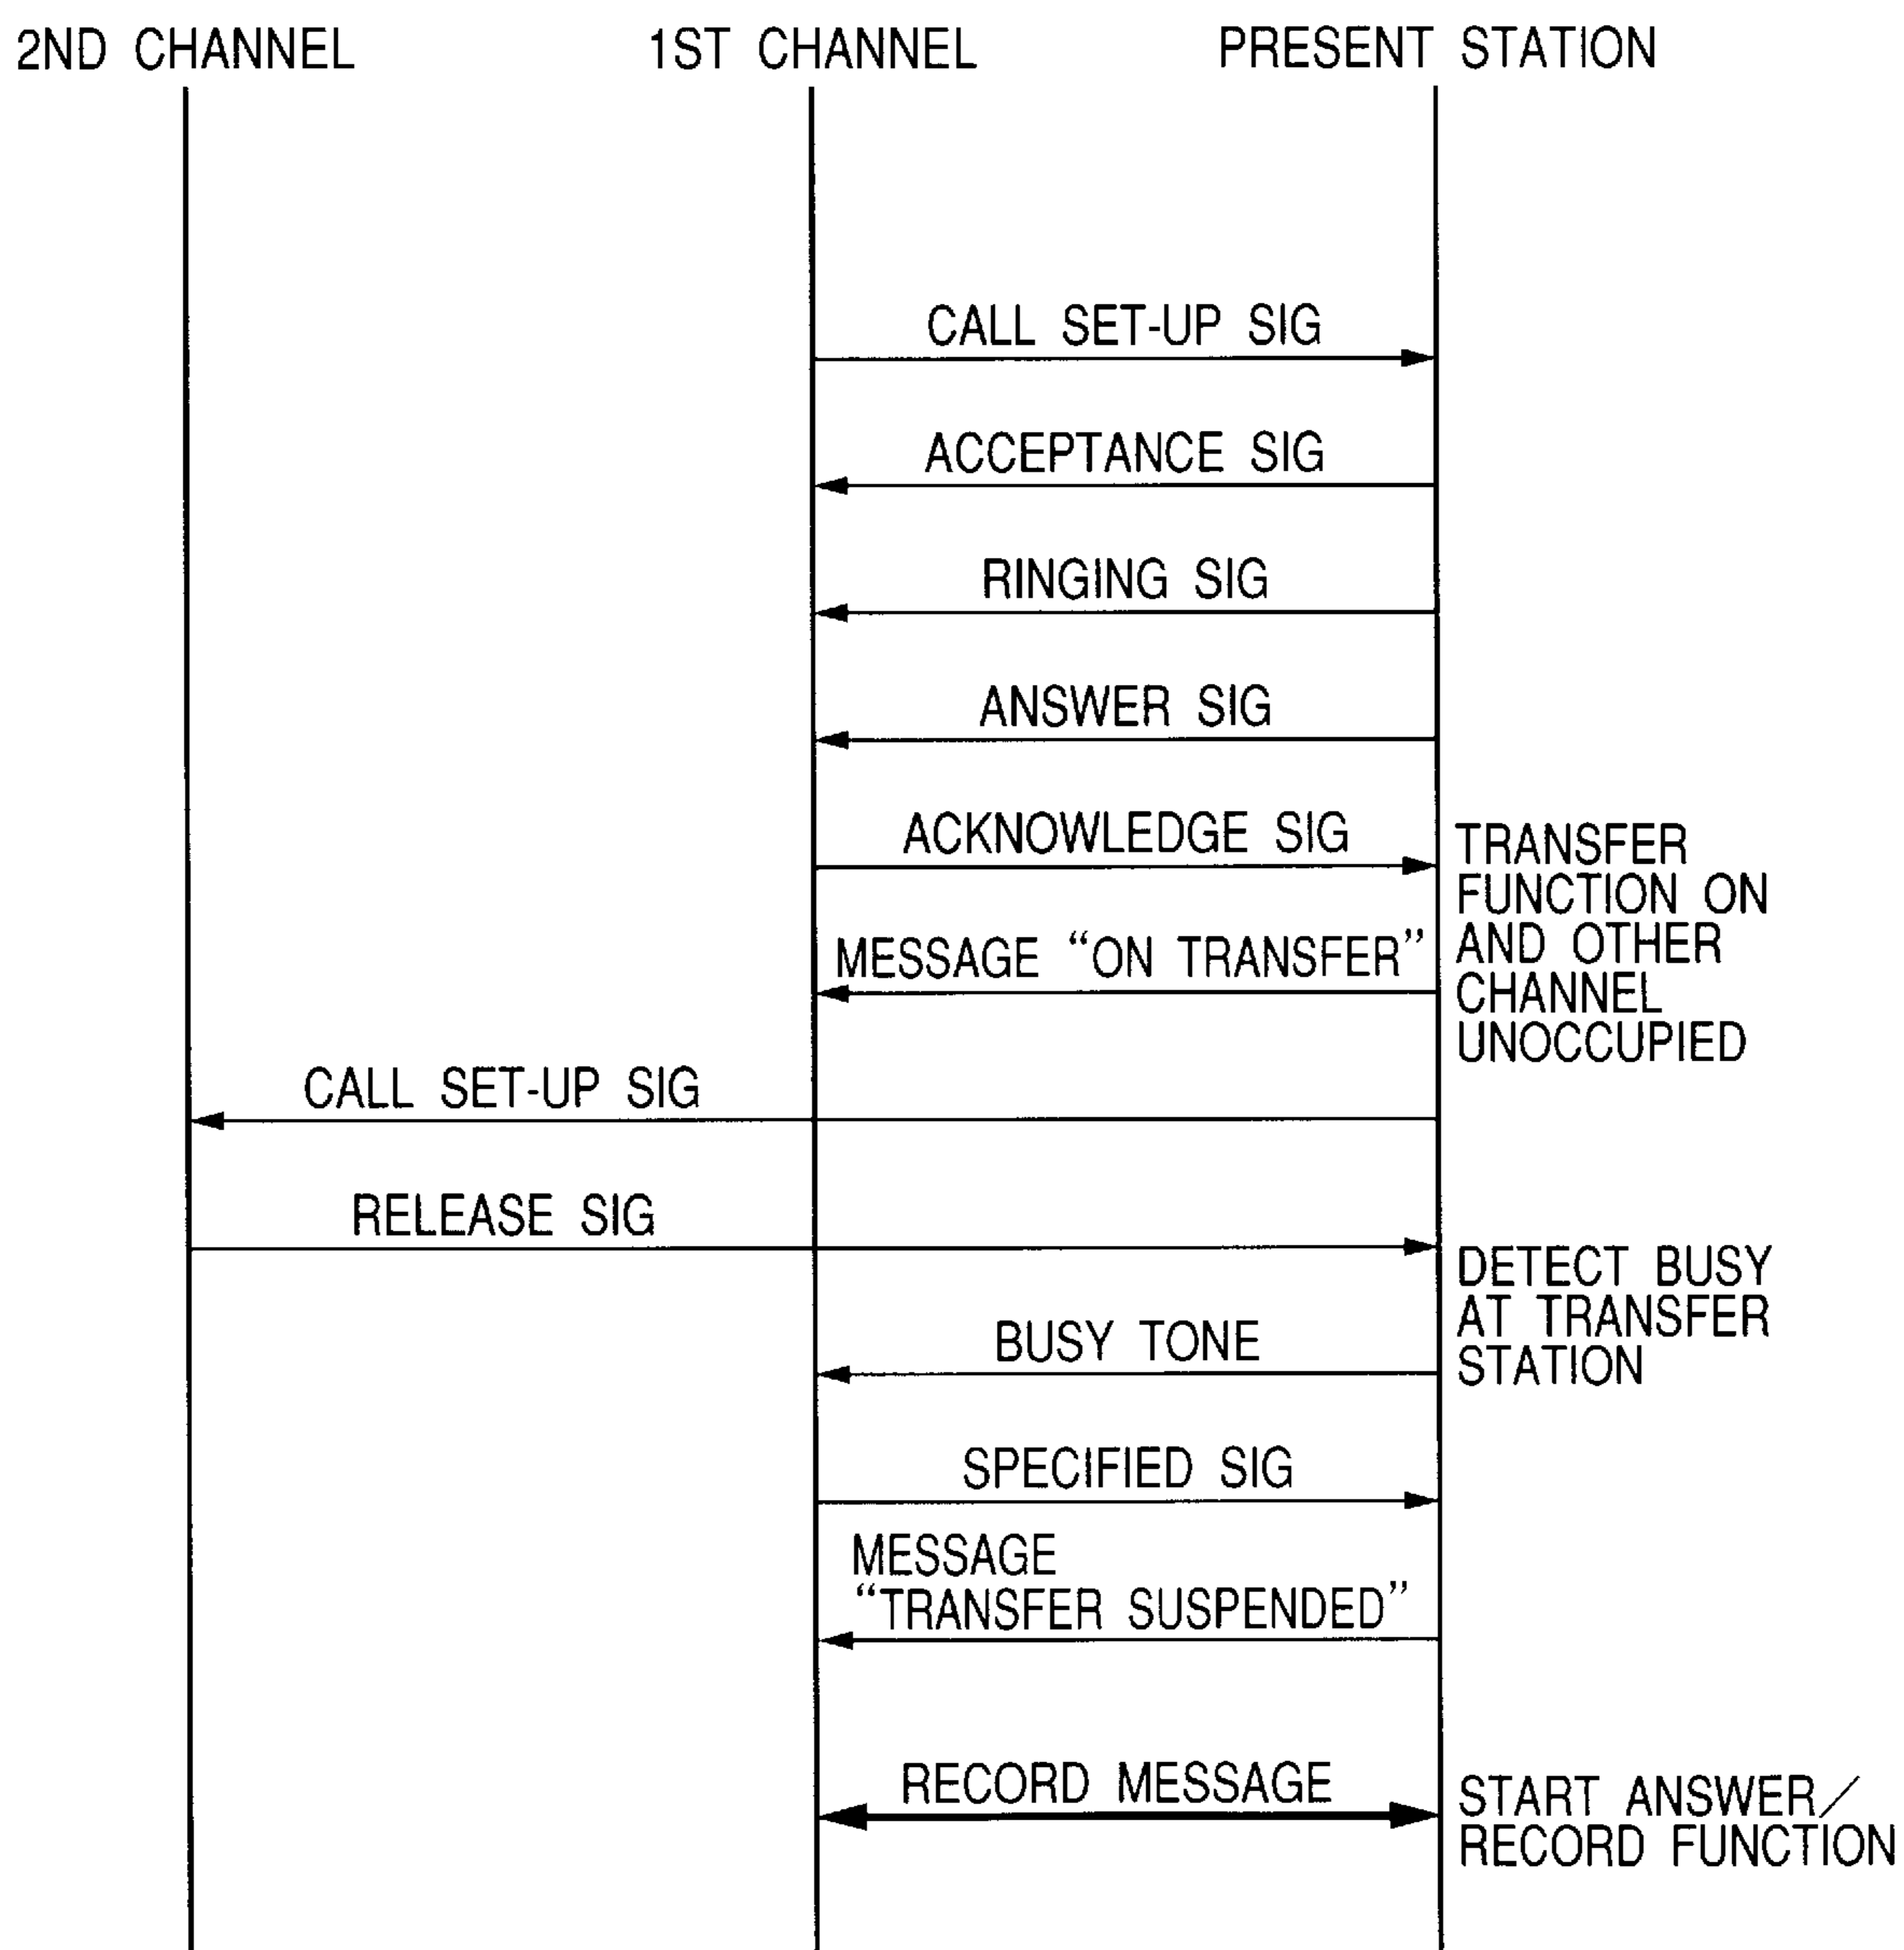 2ND CHANNEL
1ST CHANNEL
PRESENT STATION
CALL SET-UP SIG
ACCEPTANCE SIG
RINGING SIG
ANSWER SIG
ACKNOWLEDGE SIG
TRANSFER
FUNCTION ON
AND OTHER
CHANNEL
UNOCCUPIED
MESSAGE “ON TRANSFER”
CALL SET-UP SIG
RELEASE SIG
DETECT BUSY
AT TRANSFER
STATION
BUSY TONE
SPECIFIED SIG
MESSAGE
“TRANSFER SUSPENDED”
RECORD MESSAGE
START ANSWER/
RECORD FUNCTION